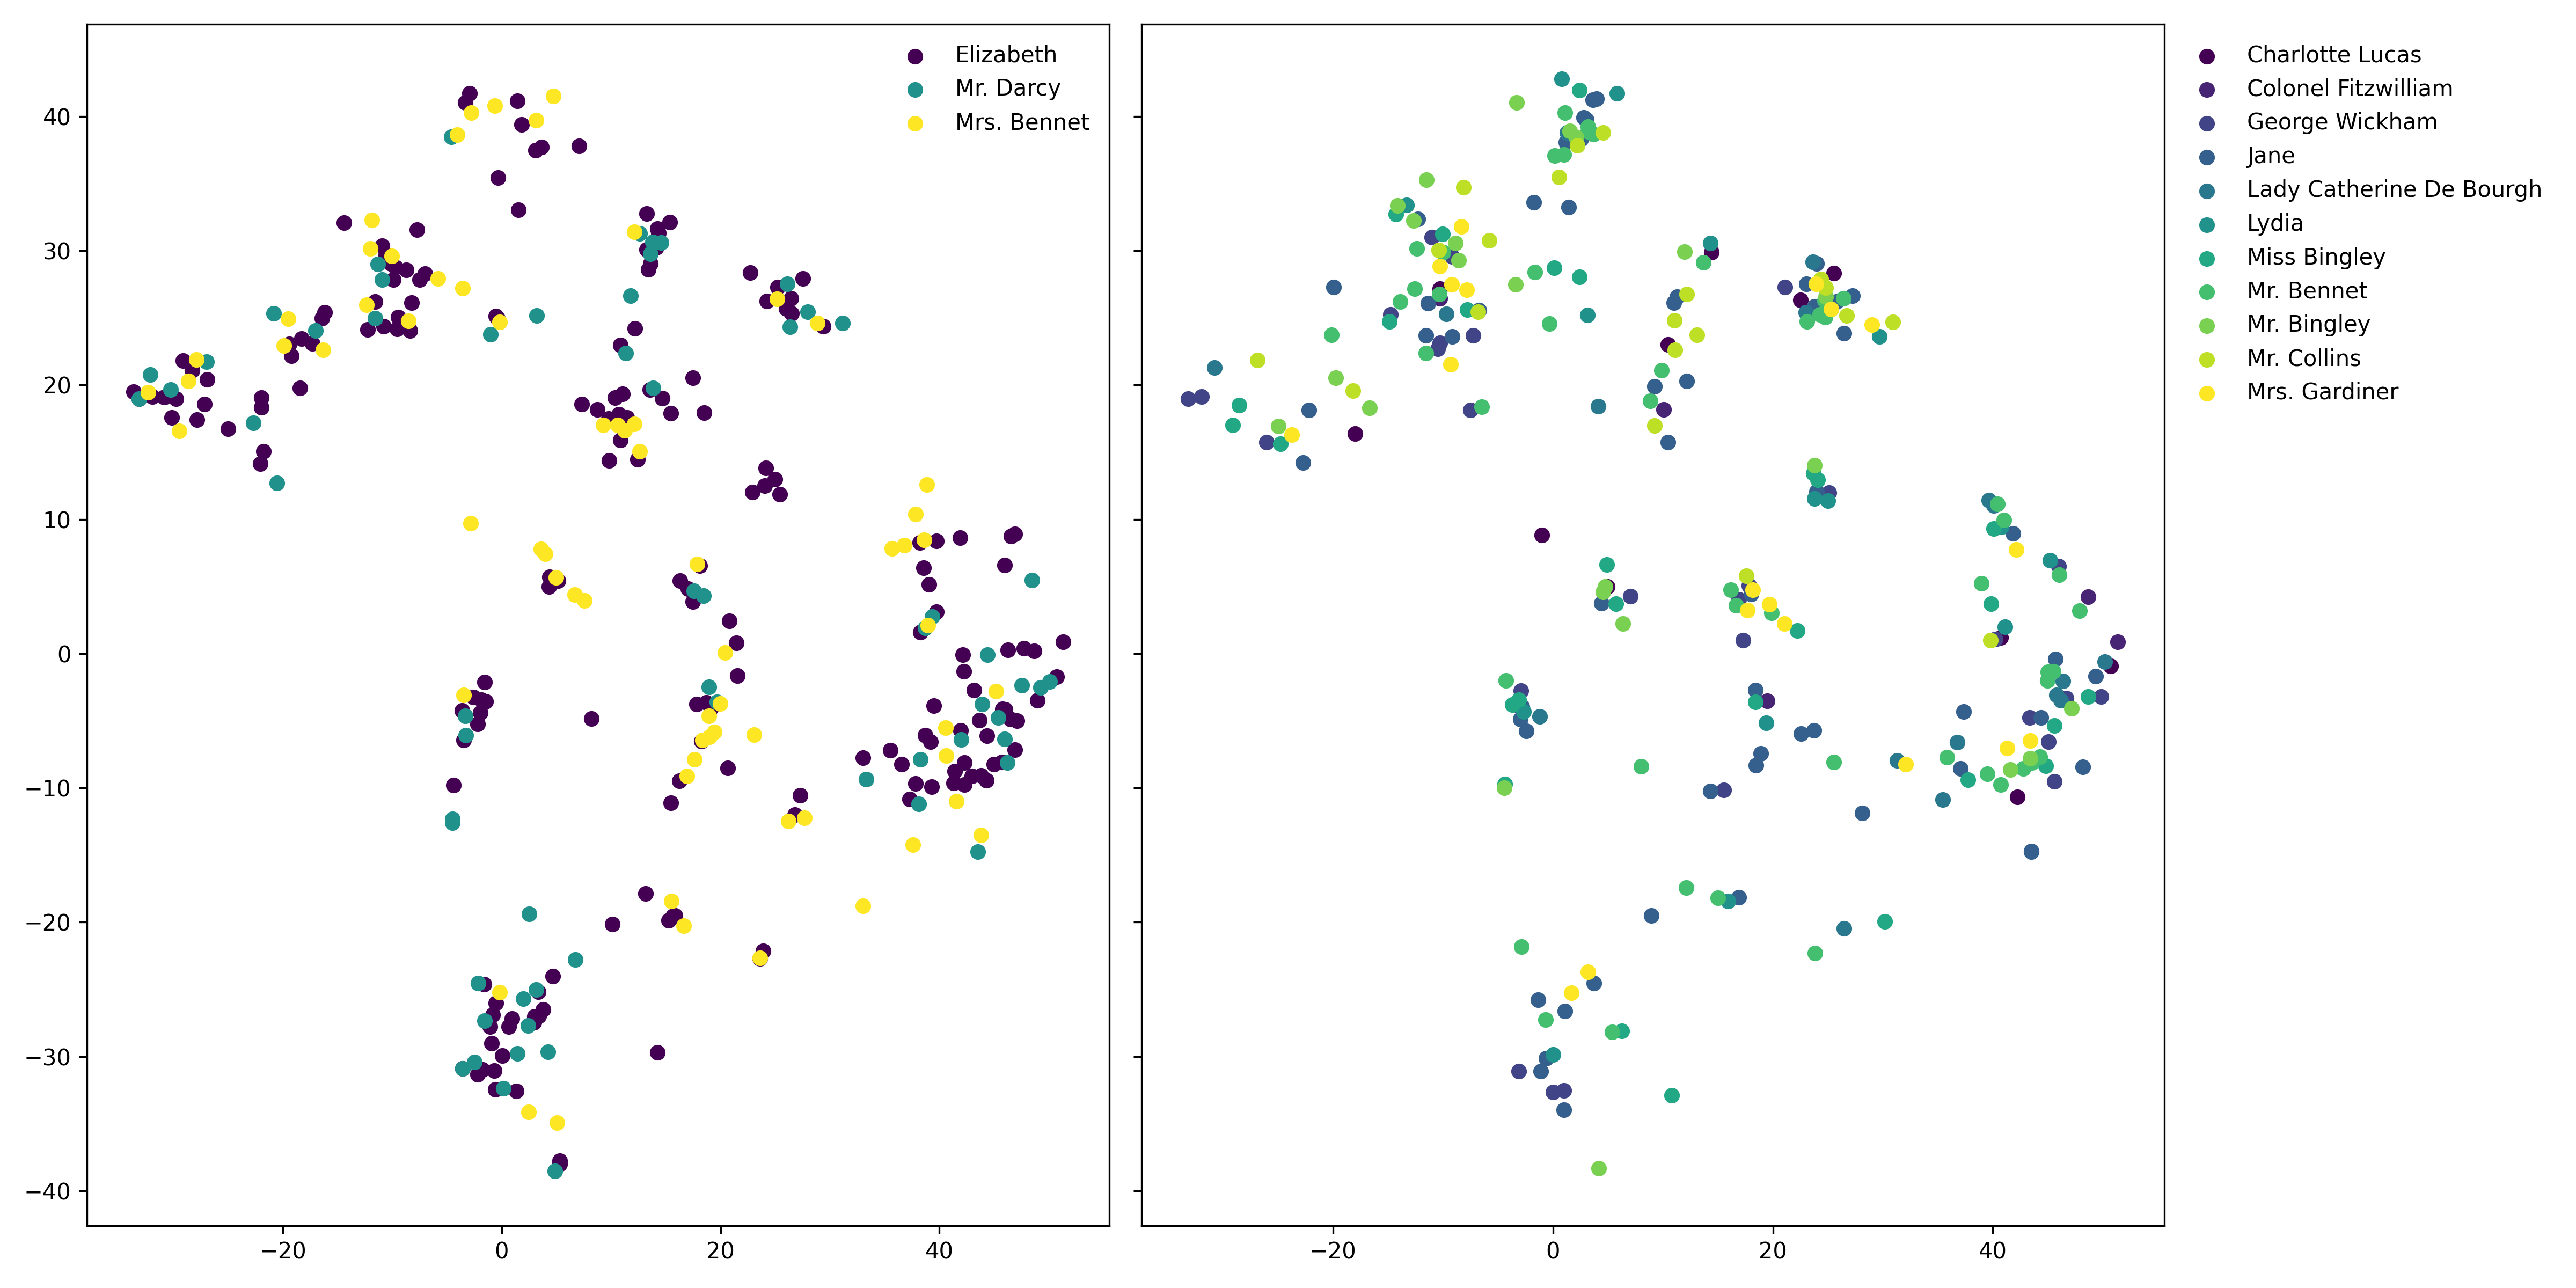 Elizabeth
Mr. Darcy
Mrs. Bennet
40
30
20
10
0
−10
−20
−30
−40
−20 0 20 40
−20 0 20 40
Charlotte Lucas
Colonel Fitzwilliam
George Wickham
Jane
Lady Catherine De Bourgh
Lydia
Miss Bingley
Mr. Bennet
Mr. Bingley
Mr. Collins
Mrs. Gardiner